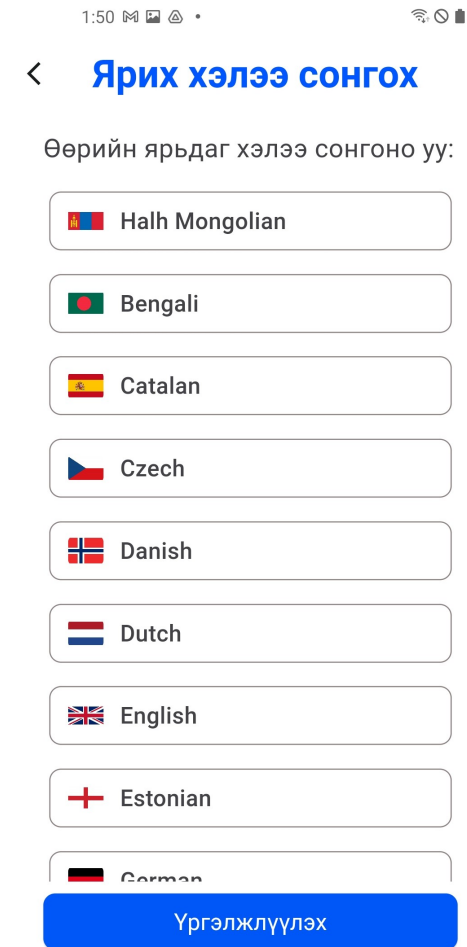 1:50
Ярих хэлээ сонгох
Өөрийн ярьдаг хэлээ сонгоно уу:
Halh Mongolian
Bengali
Catalan
Czech
Danish
Dutch
English
Estonian
German
Үргэлжлүүлэх